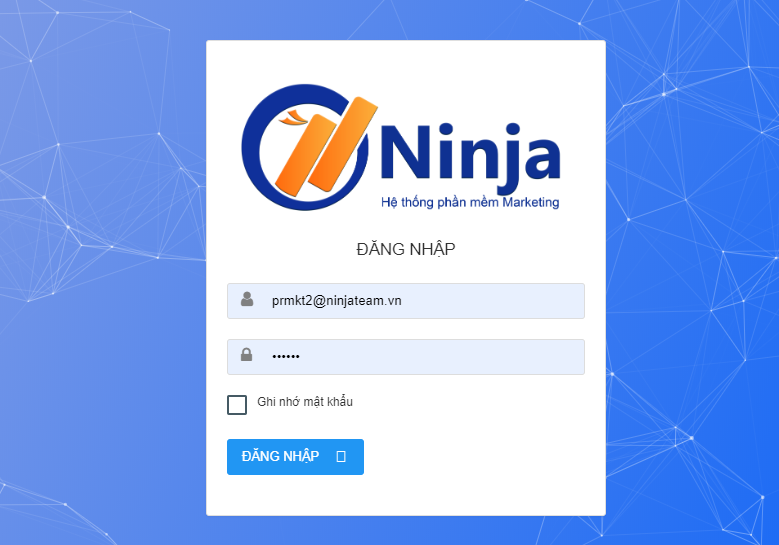 Ninja
Hệ thống phần mềm Marketing
ĐĂNG NHẬP
prmkt2@ninjateam.vn
••••••
Ghi nhớ mật khẩu
ĐĂNG NHẬP